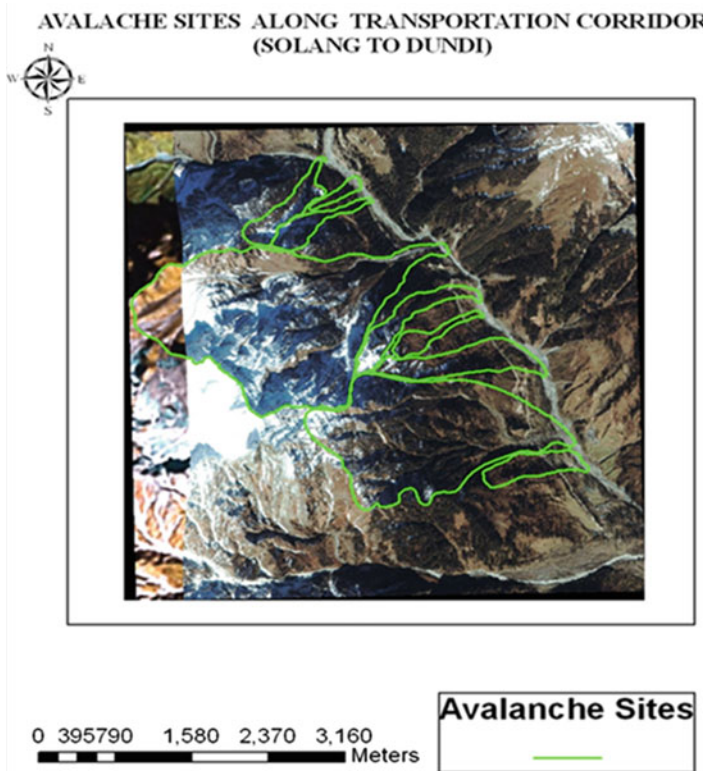 AVALACHE SITES ALONG TRANSPORTATION CORRIDOR
(SOLANG TO DUNDI)
N
W E
S
0 395790 1,580 2,370 3,160
Meters
Avalanche Sites